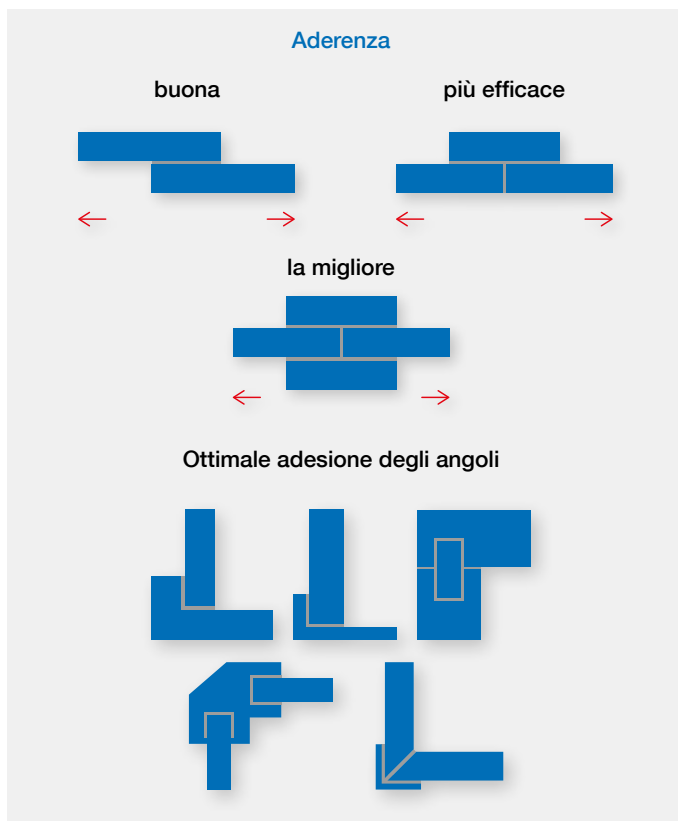 Aderenza
buona
più efficace
la migliore
Ottimale adesione degli angoli